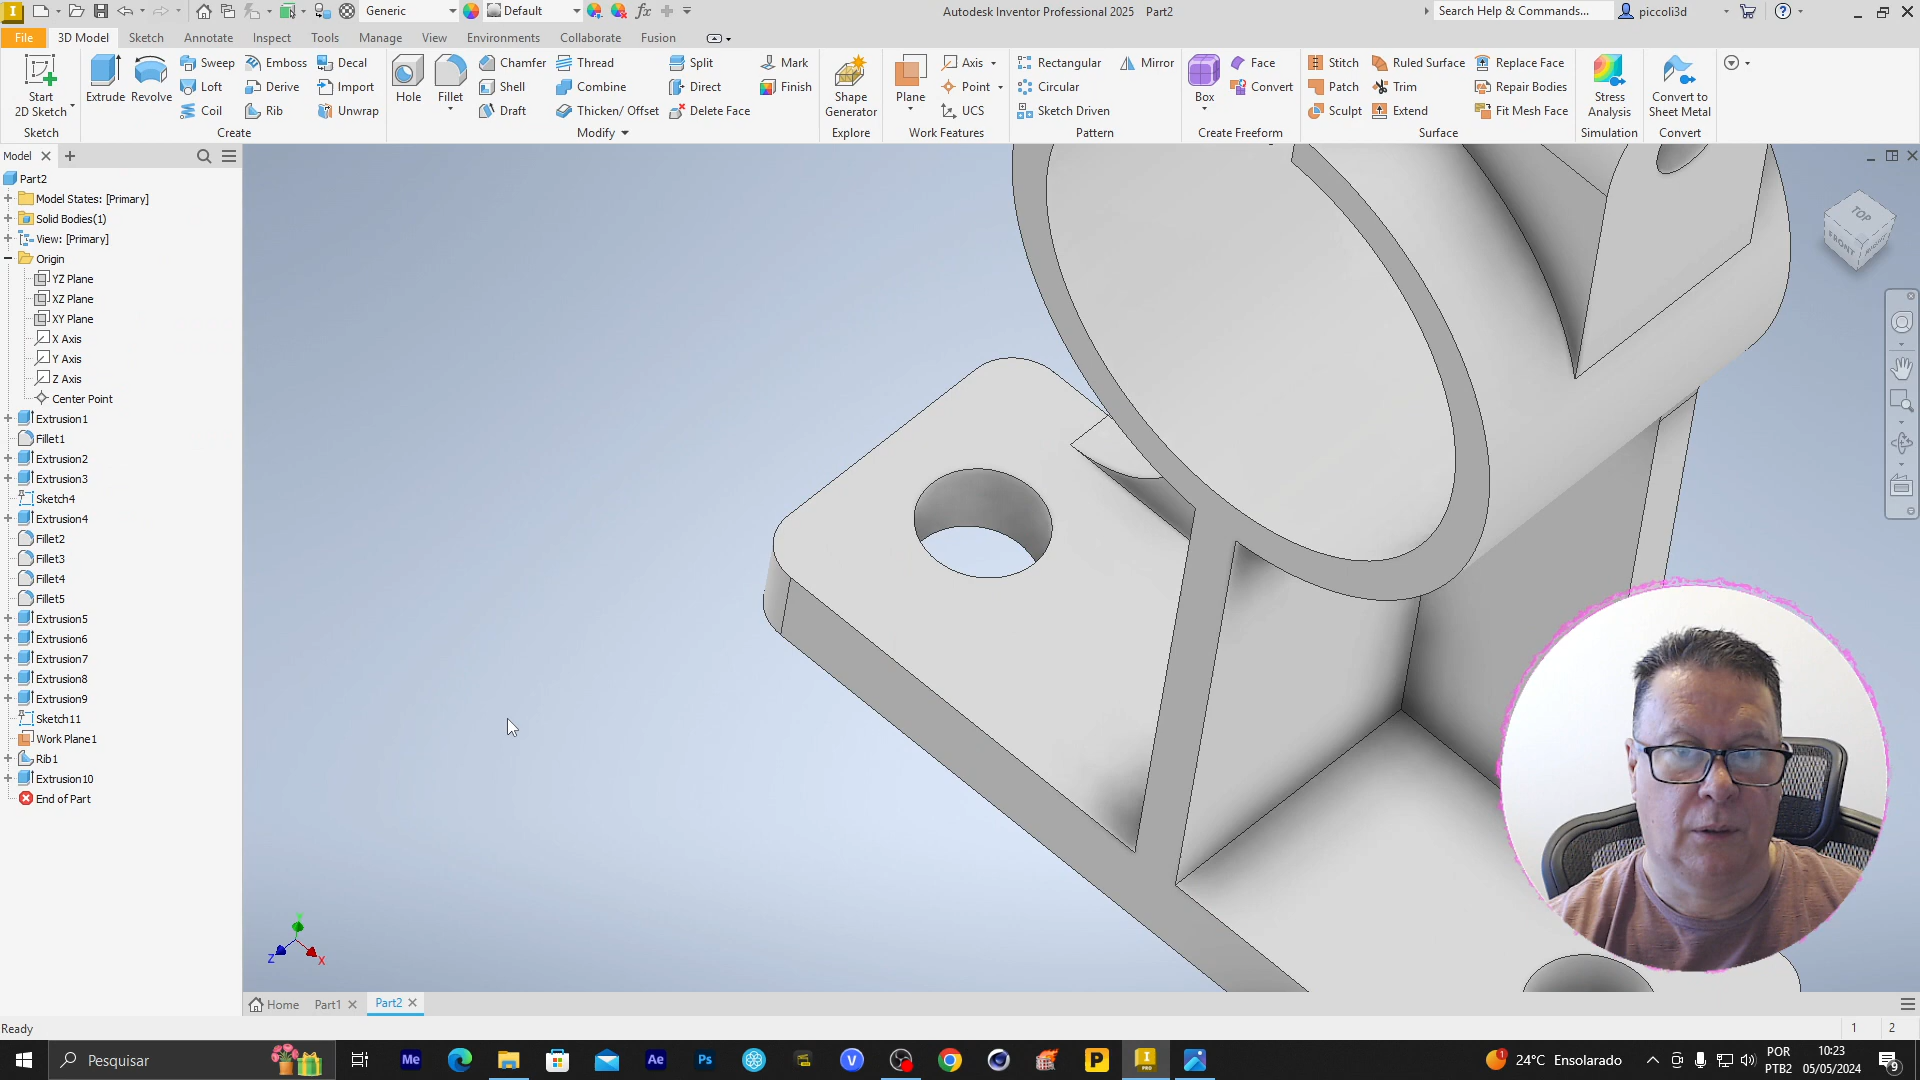 Generic
Default
Autodesk Inventor Professional 2025 Part2
Search Help & Commands...
piccoli3d
File
3D Model
Sketch
Annotate
Inspect
Tools
Manage
View
Environments
Collaborate
Fusion
Start
2D Sketch
Sketch
Extrude
Revolve
Sweep
Loft
Coil
Emboss
Derive
Rib
Decal
Import
Unwrap
Create
Hole
Fillet
Chamfer
Shell
Draft
Thread
Combine
Thicken/ Offset
Split
Direct
Delete Face
Modify
Mark
Finish
Shape
Generator
Explore
Plane
Axis
Point
UCS
Work Features
Rectangular
Circular
Sketch Driven
Mirror
Pattern
Box
Face
Convert
Create Freeform
Stitch
Patch
Sculpt
Ruled Surface
Trim
Extend
Replace Face
Repair Bodies
Fit Mesh Face
Surface
Stress
Analysis
Simulation
Convert to
Sheet Metal
Convert
Model
Part2
Model States: [Primary]
Solid Bodies(1)
View: [Primary]
Origin
YZ Plane
XZ Plane
XY Plane
X Axis
Y Axis
Z Axis
Center Point
Extrusion1
Fillet1
Extrusion2
Extrusion3
Sketch4
Extrusion4
Fillet2
Fillet3
Fillet4
Fillet5
Extrusion5
Extrusion6
Extrusion7
Extrusion8
Extrusion9
Sketch11
Work Plane1
Rib1
Extrusion10
End of Part
TOP
FRONT
Z
X
Home
Part1
Part2
Ready
1
2
Pesquisar
Me
Ae
Ps
24°C Ensolarado
POR
PTB2
10:23
05/05/2024
9